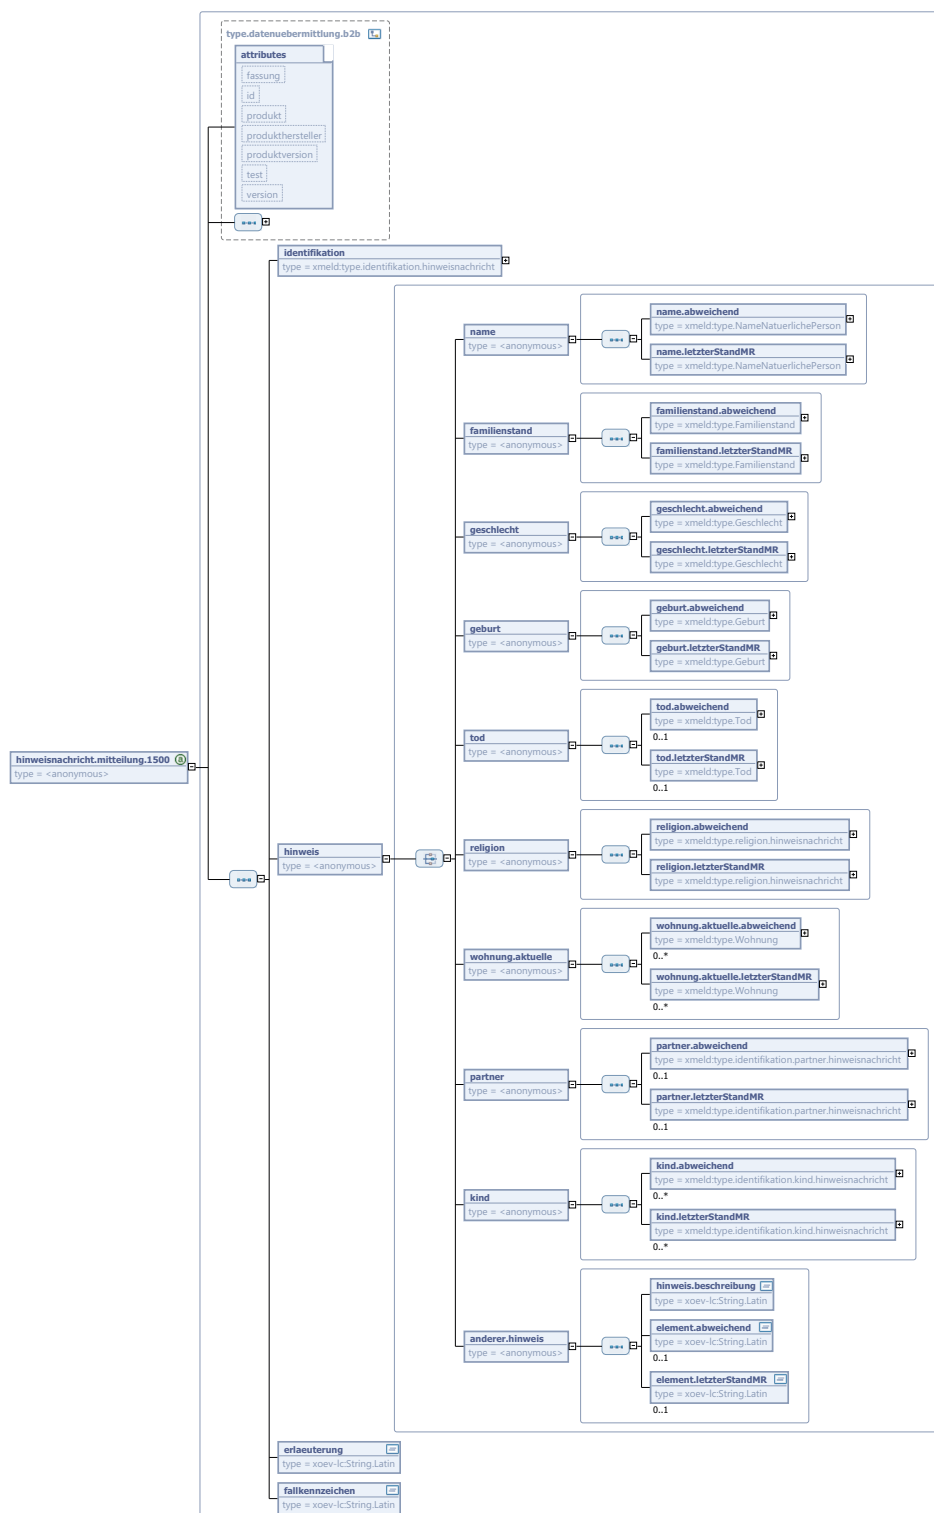 type.datenuebermittlung.b2b
attributes
fassung
id
produkt
produkthersteller
produktversion
test
version
identifikation
type = xmeld:type.identifikation.hinweisnachricht
name
type = <anonymous>
name.abweichend
type = xmeld:type.NameNatuerlichePerson
name.letzterStandMR
type = xmeld:type.NameNatuerlichePerson
familienstand
type = <anonymous>
familienstand.abweichend
type = xmeld:type.Familienstand
familienstand.letzterStandMR
type = xmeld:type.Familienstand
geschlecht
type = <anonymous>
geschlecht.abweichend
type = xmeld:type.Geschlecht
geschlecht.letzterStandMR
type = xmeld:type.Geschlecht
geburt
type = <anonymous>
geburt.abweichend
type = xmeld:type.Geburt
geburt.letzterStandMR
type = xmeld:type.Geburt
tod
type = <anonymous>
tod.abweichend
type = xmeld:type.Tod
0..1
tod.letzterStandMR
type = xmeld:type.Tod
0..1
hinweisnachricht.mitteilung.1500 a
type = <anonymous>
hinweis
type = <anonymous>
religion
type = <anonymous>
religion.abweichend
type = xmeld:type.religion.hinweisnachricht
religion.letzterStandMR
type = xmeld:type.religion.hinweisnachricht
wohnung.aktuelle
type = <anonymous>
wohnung.aktuelle.abweichend
type = xmeld:type.Wohnung
0..*
wohnung.aktuelle.letzterStandMR
type = xmeld:type.Wohnung
0..*
partner
type = <anonymous>
partner.abweichend
type = xmeld:type.identifikation.partner.hinweisnachricht
0..1
partner.letzterStandMR
type = xmeld:type.identifikation.partner.hinweisnachricht
0..1
kind
type = <anonymous>
kind.abweichend
type = xmeld:type.identifikation.kind.hinweisnachricht
0..*
kind.letzterStandMR
type = xmeld:type.identifikation.kind.hinweisnachricht
0..*
anderer.hinweis
type = <anonymous>
hinweis.beschreibung
type = xoev-lc:String.Latin
element.abweichend
type = xoev-lc:String.Latin
0..1
element.letzterStandMR
type = xoev-lc:String.Latin
0..1
erlaeuterung
type = xoev-lc:String.Latin
fallkennzeichen
type = xoev-lc:String.Latin